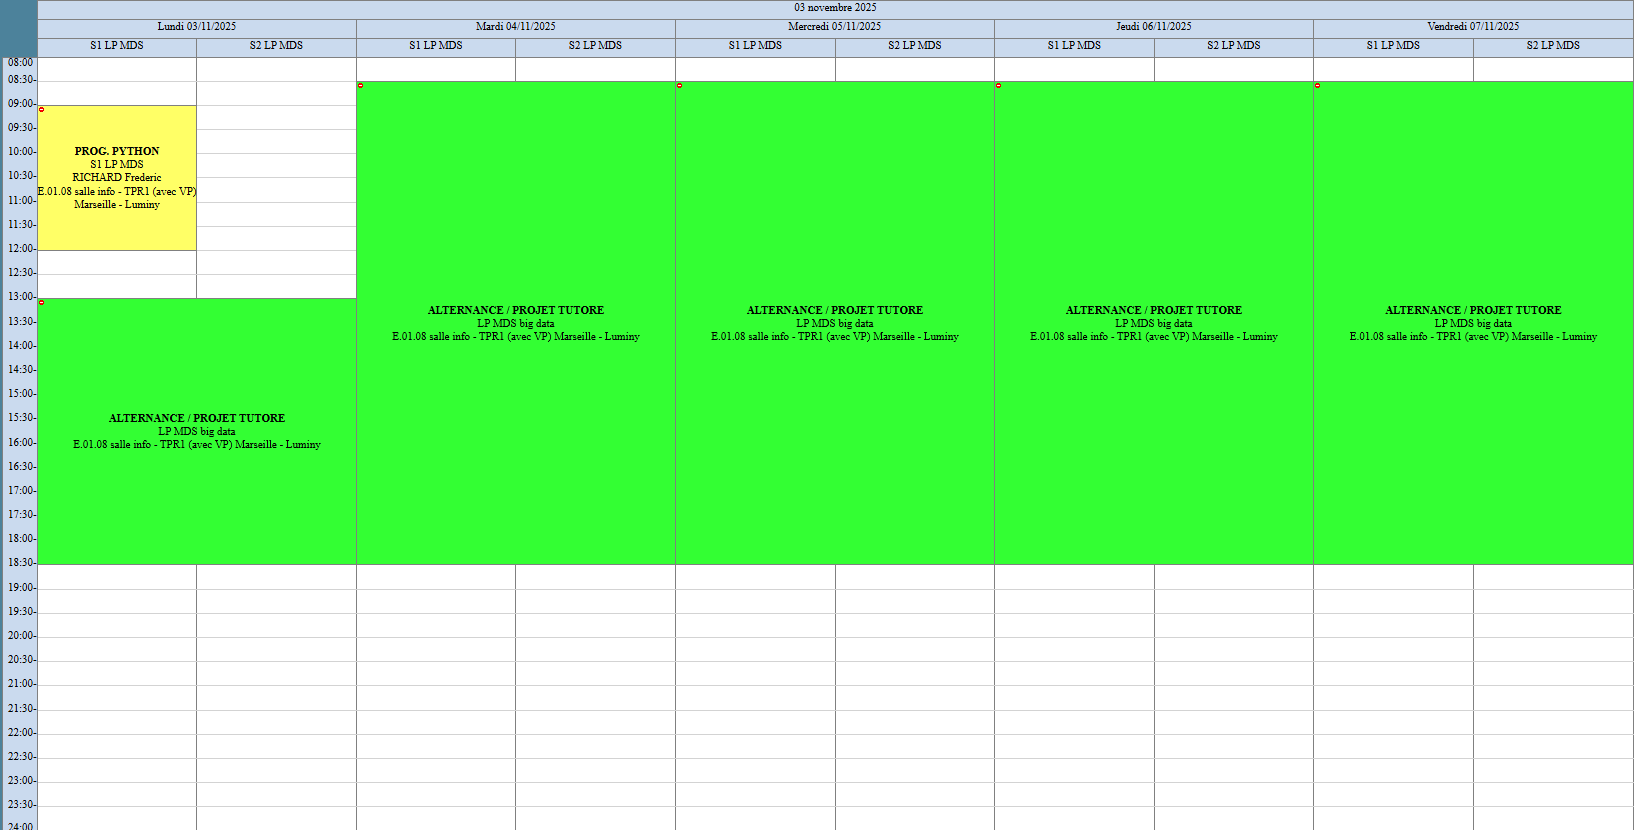 03 novembre 2025
Lundi 03/11/2025 Mardi 04/11/2025 Mercredi 05/11/2025 Jeudi 06/11/2025 Vendredi 07/11/2025
S1 LP MDS S2 LP MDS S1 LP MDS S2 LP MDS S1 LP MDS S2 LP MDS S1 LP MDS S2 LP MDS S1 LP MDS S2 LP MDS
08:00
08:30-
09:00-
09:30-
10:00-
10:30-
11:00-
11:30-
12:00-
12:30-
13:00-
13:30-
14:00-
14:30-
15:00-
15:30-
16:00-
16:30-
17:00-
17:30-
18:00-
18:30-
19:00-
19:30-
20:00-
20:30-
21:00-
21:30-
22:00-
22:30-
23:00-
23:30-
24:00
PROG. PYTHON
S1 LP MDS
RICHARD Frederic
E.01.08 salle info - TPR1 (avec VP)
Marseille - Luminy
ALTERNANCE / PROJET TUTORE
LP MDS big data
E.01.08 salle info - TPR1 (avec VP) Marseille - Luminy
ALTERNANCE / PROJET TUTORE
LP MDS big data
E.01.08 salle info - TPR1 (avec VP) Marseille - Luminy
ALTERNANCE / PROJET TUTORE
LP MDS big data
E.01.08 salle info - TPR1 (avec VP) Marseille - Luminy
ALTERNANCE / PROJET TUTORE
LP MDS big data
E.01.08 salle info - TPR1 (avec VP) Marseille - Luminy
ALTERNANCE / PROJET TUTORE
LP MDS big data
E.01.08 salle info - TPR1 (avec VP) Marseille - Luminy